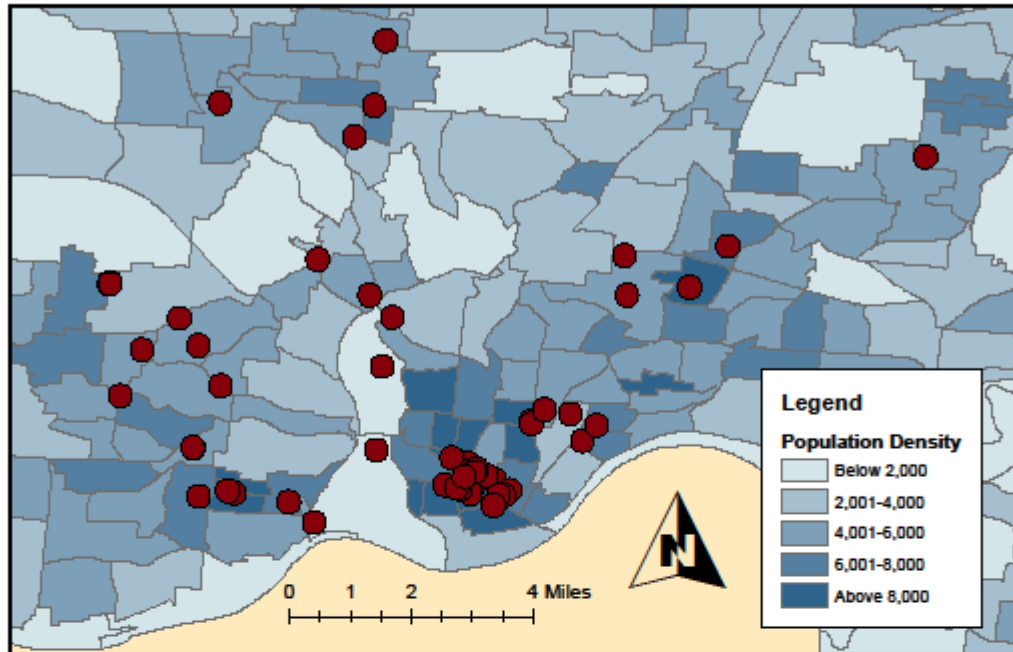 Legend
Population Density
Below 2,000
2,001-4,000
4,001-6,000
6,001-8,000
Above 8,000
N
0 1 2 4 Miles